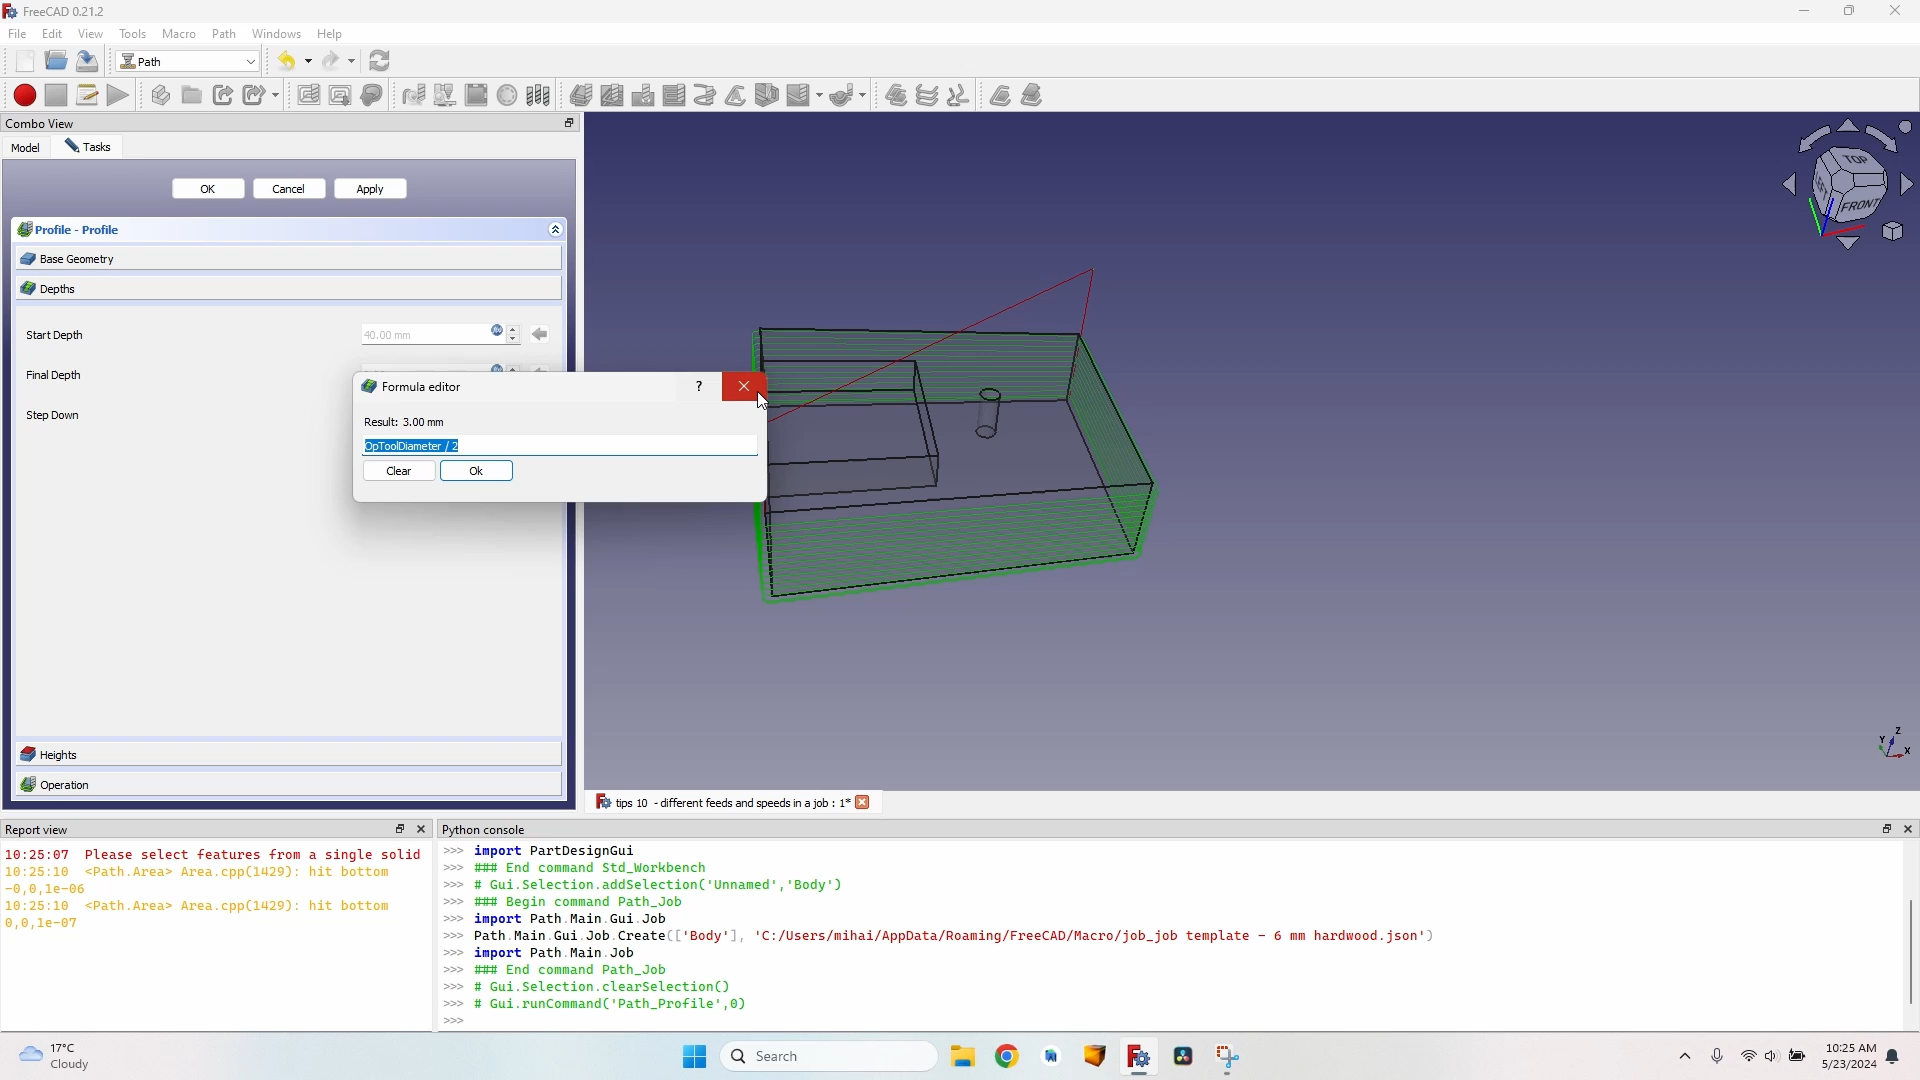 FreeCAD 0.21.2
File Edit View Tools Macro Path Windows Help
Path
Combo View
Model Tasks
OK Cancel Apply
Profile - Profile
Base Geometry
Depths
Start Depth 40.00 mm
Final Depth
Step Down
Formula editor ?
Result: 3.00 mm
OpToolDiameter / 2
Clear Ok
Heights
Operation
TOP
FRONT
Z
Y
X
tips 10 - different feeds and speeds in a job : 1*
Report view
10:25:07 Please select features from a single solid
10:25:10 <Path.Area> Area.cpp(1429): hit bottom
-0,0,1e-06
10:25:10 <Path.Area> Area.cpp(1429): hit bottom
0,0,1e-07
Python console
>>> import PartDesignGui
>>> ### End command Std_Workbench
>>> # Gui.Selection.addSelection('Unnamed','Body')
>>> ### Begin command Path_Job
>>> import Path.Main.Gui.Job
>>> Path.Main.Gui.Job.Create(['Body'], 'C:/Users/mihai/AppData/Roaming/FreeCAD/Macro/job_job template - 6 mm hardwood.json')
>>> import Path.Main.Job
>>> ### End command Path_Job
>>> # Gui.Selection.clearSelection()
>>> # Gui.runCommand('Path_Profile',0)
>>>
17°C
Cloudy
Search
10:25 AM
5/23/2024